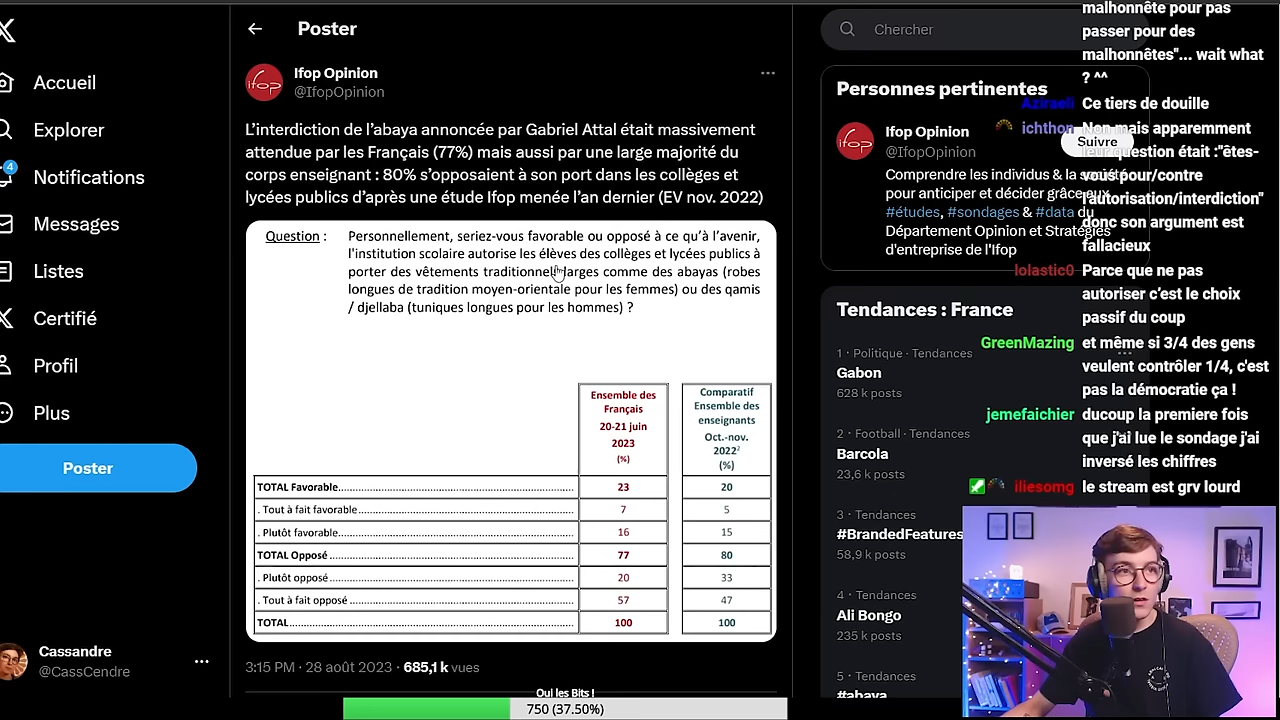 Accueil
Explorer
4
Notifications
Messages
Listes
Certifié
Profil
Plus
Poster
Cassandre
@CassCendre
Poster
ifop
Ifop Opinion
@IfopOpinion
L'interdiction de l'abaya annoncée par Gabriel Attal était massivement
attendue par les Français (77%) mais aussi par une large majorité du
corps enseignant : 80% s'opposaient à son port dans les collèges et
lycées publics d'après une étude Ifop menée l'an dernier (EV nov. 2022)
Question : Personnellement, seriez-vous favorable ou opposé à ce qu'à l'avenir,
l'institution scolaire autorise les élèves des collèges et lycées publics à
porter des vêtements traditionnels larges comme des abayas (robes
longues de tradition moyen-orientale pour les femmes) ou des qamis
/ djellaba (tuniques longues pour les hommes) ?
Ensemble des
Français
20-21 juin
2023
(%)
Comparatif
Ensemble des
enseignants
Oct.-nov.
2022²
(%)
TOTAL Favorable 23 20
. Tout à fait favorable 7 5
. Plutôt favorable 16 15
TOTAL Opposé 77 80
. Plutôt opposé 20 33
. Tout à fait opposé 57 47
TOTAL 100 100
3:15 PM · 28 août 2023 · 685,1 k vues
Oui les Bits !
750 (37.50%)
Chercher
Personnes pertinentes
ifop
Ifop Opinion
@IfopOpinion
Suivre
Comprendre les individus & la société
pour anticiper et décider grâce aux
#études, #sondages & #data du
Département Opinion et Stratégies
d'entreprise de l'Ifop
Tendances : France
1 · Politique · Tendances
Gabon
628 k posts
2 · Football · Tendances
Barcola
23,6 k posts
3 · Tendances
#BrandedFeatures
58,9 k posts
4 · Tendances
Ali Bongo
235 k posts
5 · Tendances
#abaya
malhonnête pour pas
passer pour des
malhonnêtes"... wait what
? ^^
Aziraeli Ce tiers de douille
ichthon Non mais apparemment
leur question était :"êtes-
vous pour/contre
l'autorisation/interdiction"
donc son argument est
fallacieux
lolastic0 Parce que ne pas
autoriser c'est le choix
passif du coup
GreenMazing et même si 3/4 des gens
veulent contrôler 1/4, c'est
pas la démocratie ça !
jemefaichier ducoup la premiere fois
que j'ai lue le sondage j'ai
inversé les chiffres
iliesomg le stream est grv lourd